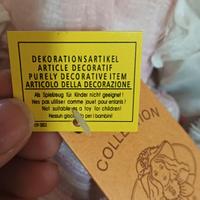 DEKORATIONSARTIKEL
ARTICLE DECORATIF
PURELY DECORATIVE ITEM
ARTICOLO DELLA DECORAZIONE
Als Spielzeug für Kinder nicht geeignet!
Nes pas utiliser comme jouet pour enfants!
Not suitable as a toy for children!
Nessun giocattolo per i bambini!
COLLECTION